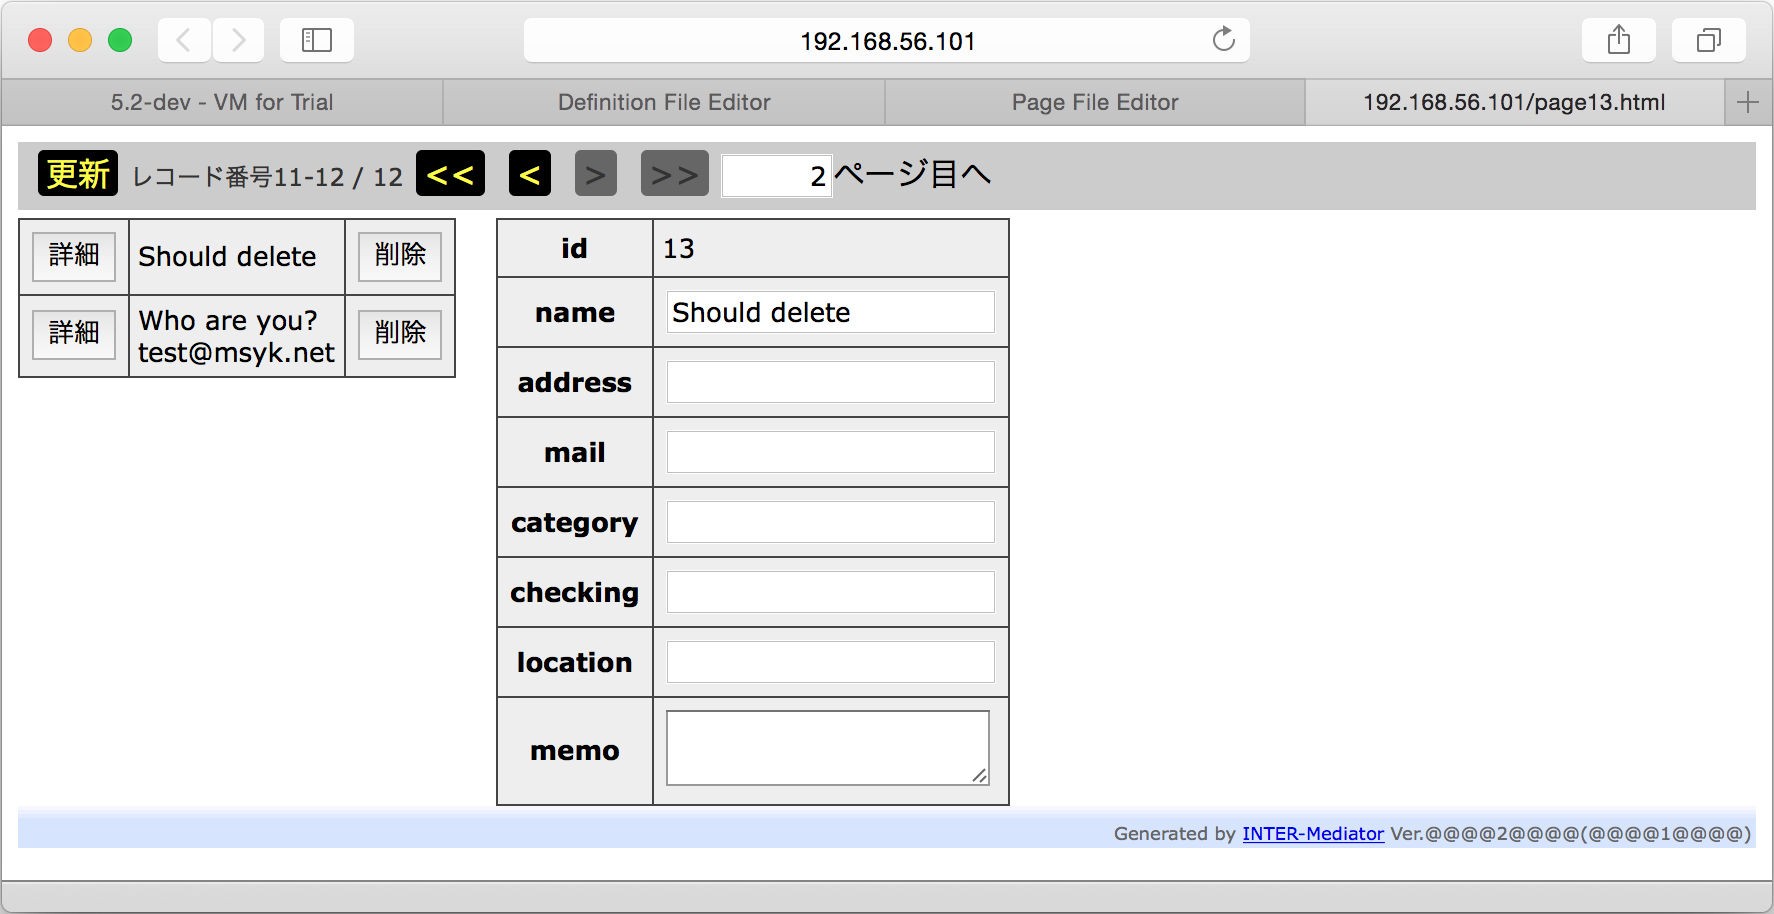 192.168.56.101
5.2-dev - VM for Trial
Definition File Editor
Page File Editor
192.168.56.101/page13.html
更新 レコード番号11-12 / 12 << < > >> 2 ページ目へ
詳細 Should delete 削除
詳細 Who are you? 削除
test@msyk.net
id 13
name Should delete
address
mail
category
checking
location
memo
Generated by INTER-Mediator Ver.@@@@2@@@@(@@@@1@@@@)